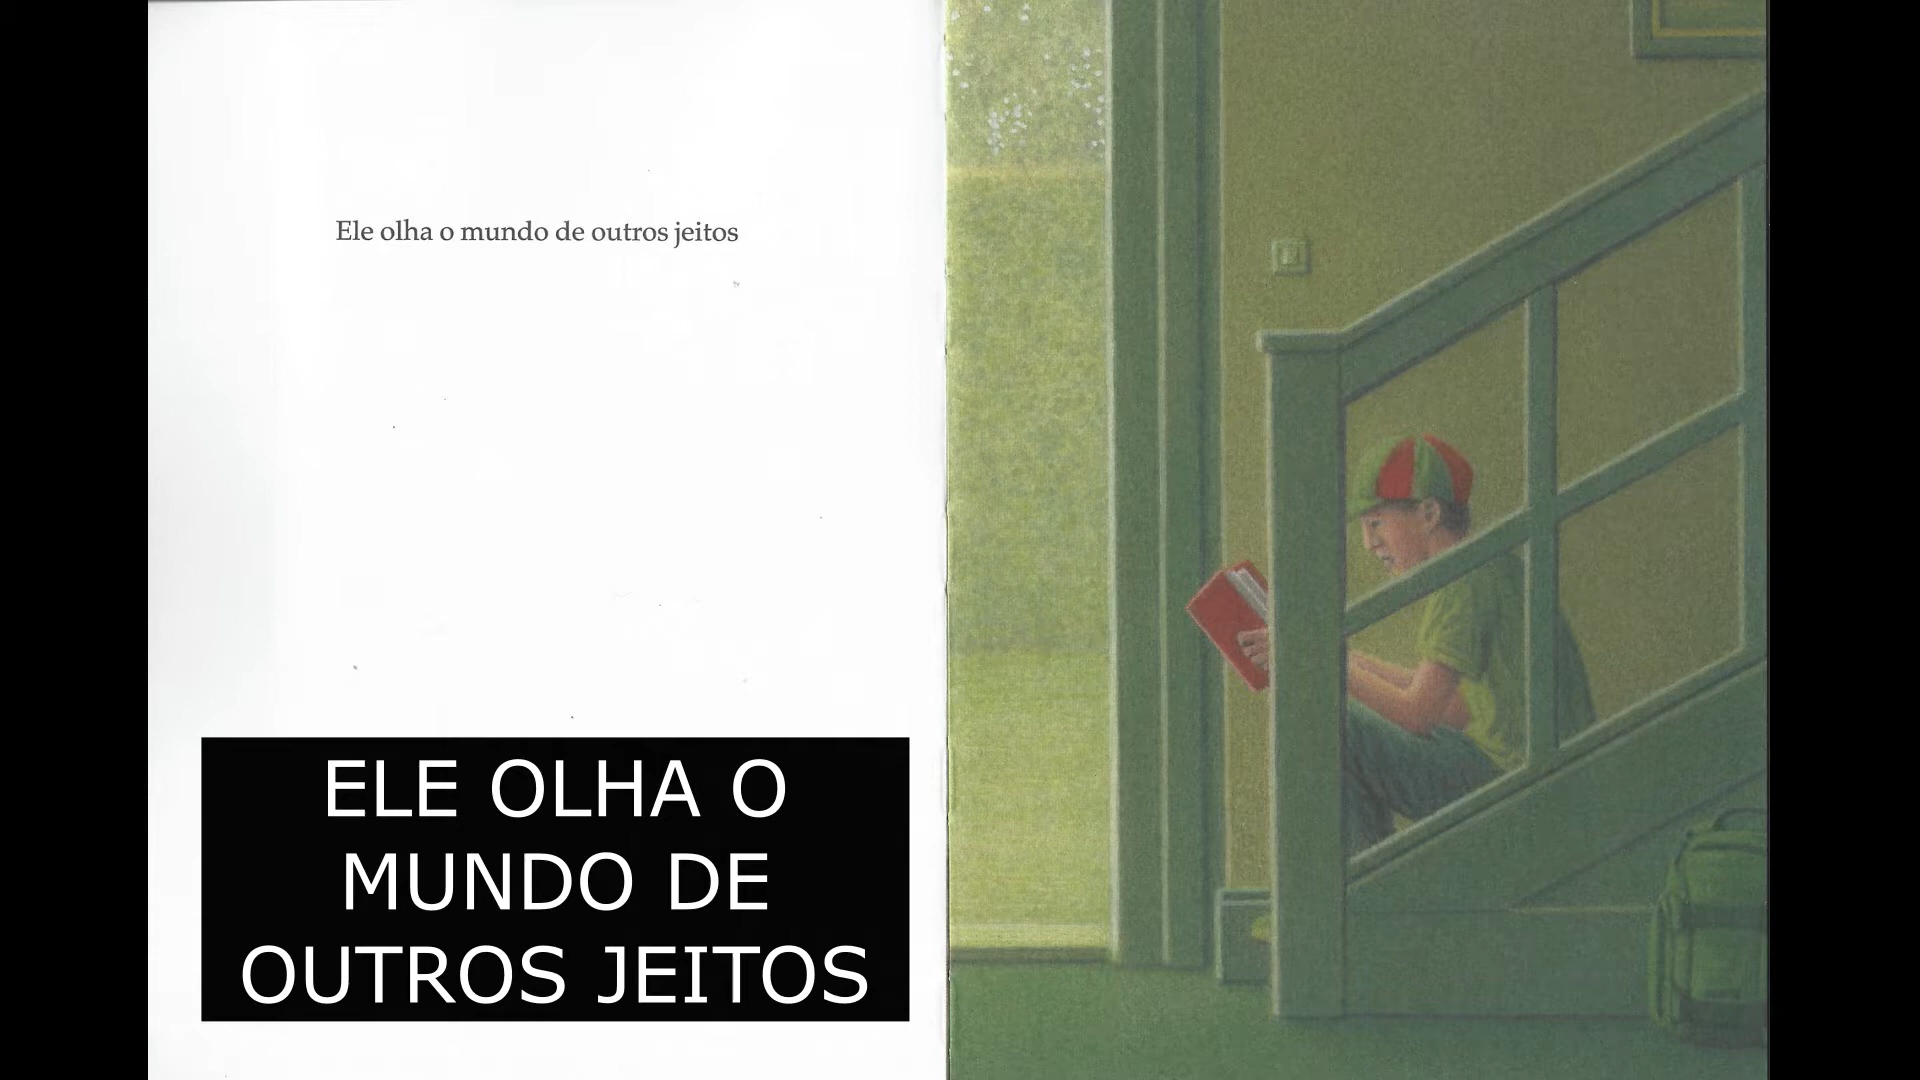 Ele olha o mundo de outros jeitos
ELE OLHA O
MUNDO DE
OUTROS JEITOS